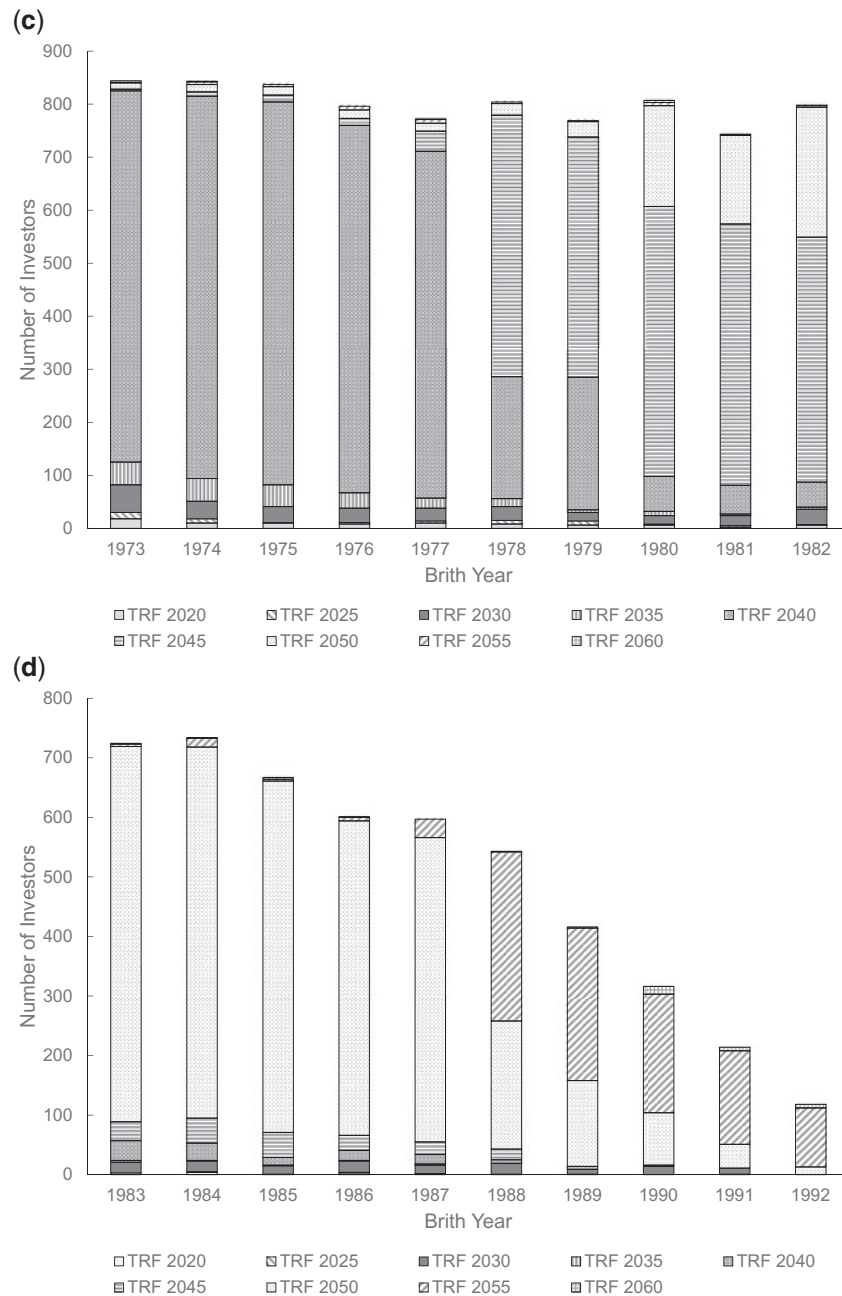 (c)
900
800
700
600
500
400
300
200
100
0
Number of Investors
1973 1974 1975 1976 1977 1978 1979 1980 1981 1982
Brith Year
TRF 2020 TRF 2025 TRF 2030 TRF 2035 TRF 2040
TRF 2045 TRF 2050 TRF 2055 TRF 2060
(d)
800
700
600
500
400
300
200
100
0
Number of Investors
1983 1984 1985 1986 1987 1988 1989 1990 1991 1992
Brith Year
TRF 2020 TRF 2025 TRF 2030 TRF 2035 TRF 2040
TRF 2045 TRF 2050 TRF 2055 TRF 2060